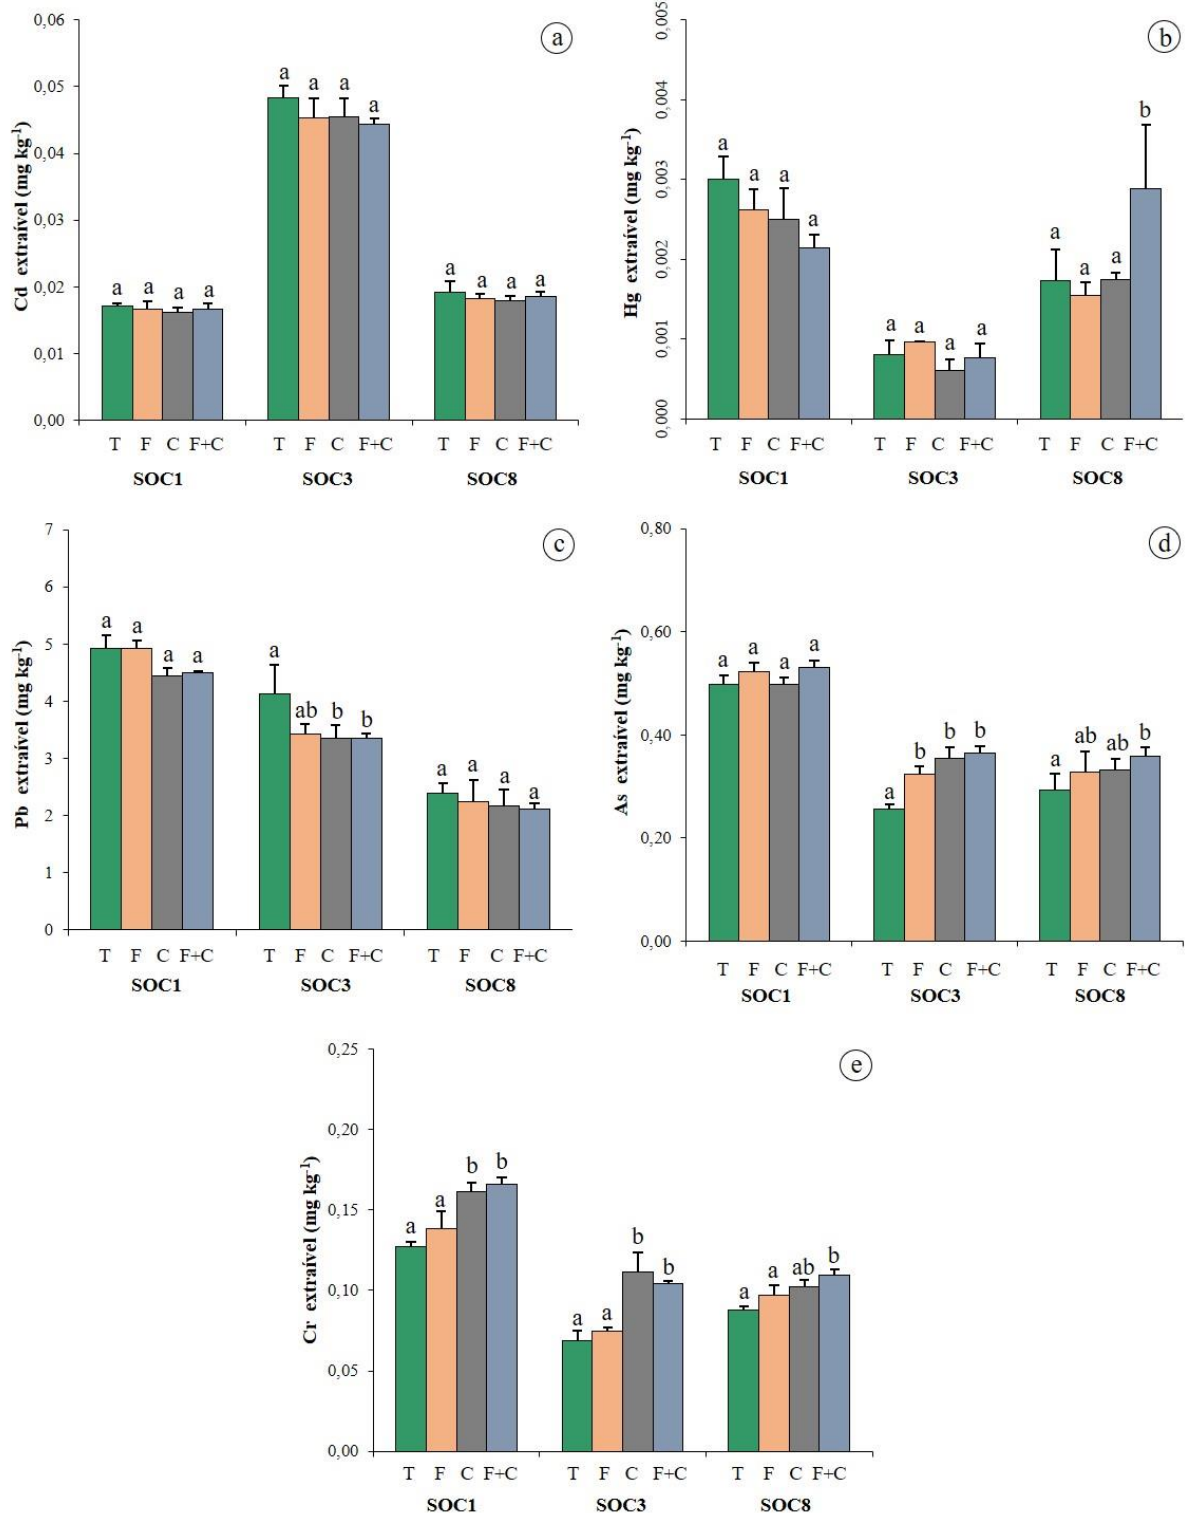 a
Cd extraível (mg kg-1)
0,06
0,05
0,04
0,03
0,02
0,01
0,00
a a a a
a a a a
a a a a
T F C F+C T F C F+C T F C F+C
SOC1 SOC3 SOC8
b
Hg extraível (mg kg-1)
0,005
0,004
0,003
0,002
0,001
0,000
a a a a
a a a a
a a a b
T F C F+C T F C F+C T F C F+C
SOC1 SOC3 SOC8
c
Pb extraível (mg kg-1)
7
6
5
4
3
2
1
0
a a a a
a ab b b
a a a a
T F C F+C T F C F+C T F C F+C
SOC1 SOC3 SOC8
d
As extraível (mg kg-1)
0,80
0,60
0,40
0,20
0,00
a a a a
a b b b
a ab ab b
T F C F+C T F C F+C T F C F+C
SOC1 SOC3 SOC8
e
Cr extraível (mg kg-1)
0,25
0,20
0,15
0,10
0,05
0,00
a a b b
a a b b
a a ab b
T F C F+C T F C F+C T F C F+C
SOC1 SOC3 SOC8